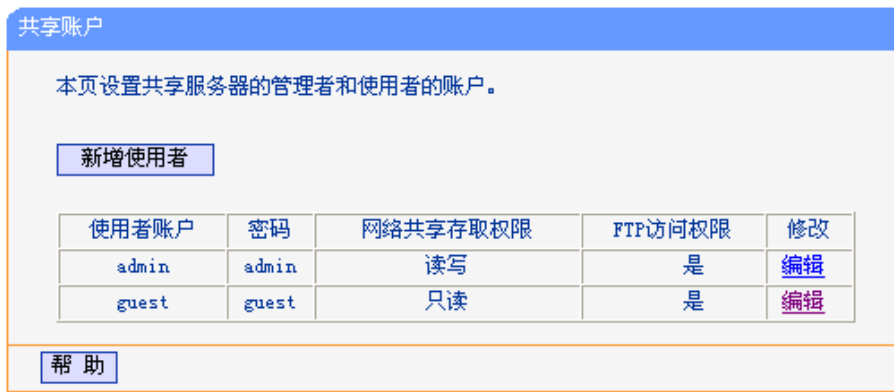 共享账户
本页设置共享服务器的管理者和使用者的账户。
新增使用者
使用者账户 密码 网络共享存取权限 FTP访问权限 修改
admin admin 读写 是 编辑
guest guest 只读 是 编辑
帮 助